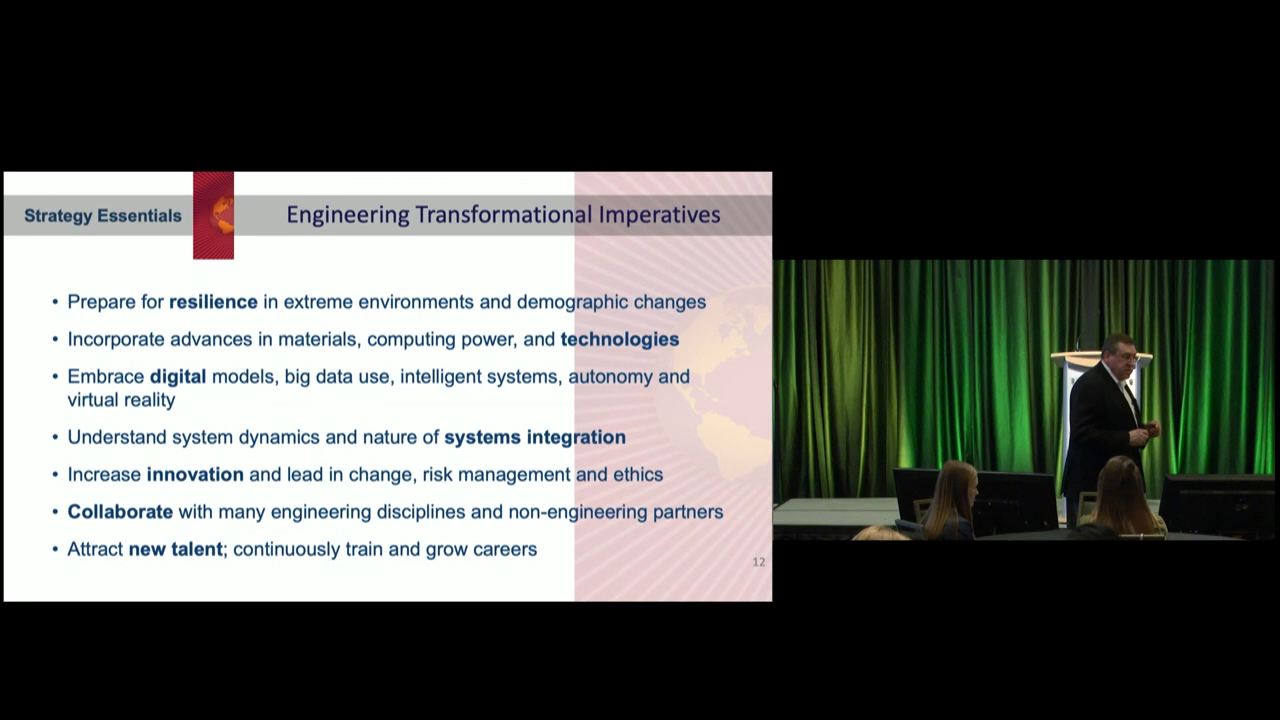 Strategy Essentials
Engineering Transformational Imperatives
• Prepare for resilience in extreme environments and demographic changes
• Incorporate advances in materials, computing power, and technologies
• Embrace digital models, big data use, intelligent systems, autonomy and
virtual reality
• Understand system dynamics and nature of systems integration
• Increase innovation and lead in change, risk management and ethics
• Collaborate with many engineering disciplines and non-engineering partners
• Attract new talent; continuously train and grow careers
12